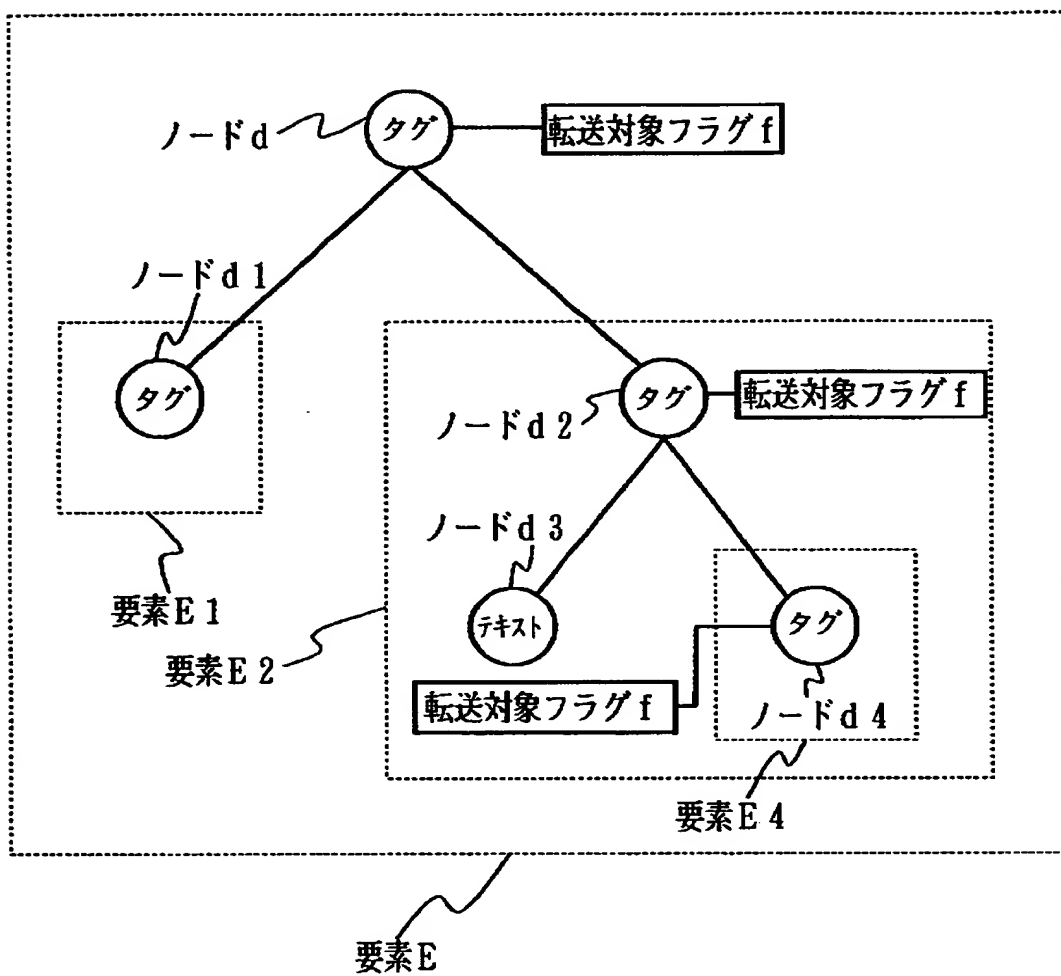 ノードd
タグ
転送対象フラグf
ノードd1
タグ
タグ
転送対象フラグf
ノードd2
ノードd3
要素E1
テキスト
タグ
要素E2
転送対象フラグf
ノードd4
要素E4
要素E